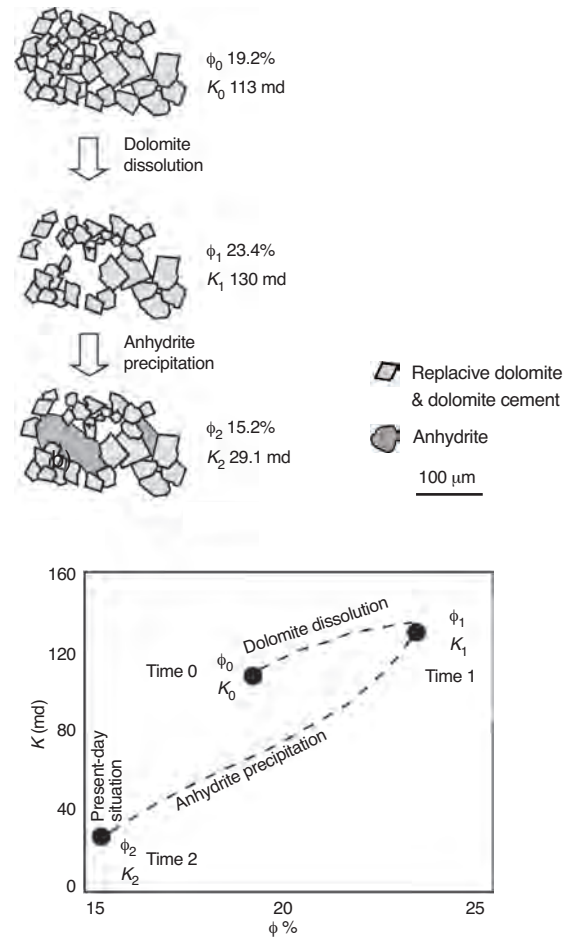 ϕ0 19.2%
K0 113 md
Dolomite
dissolution
ϕ1 23.4%
K1 130 md
Anhydrite
precipitation
ϕ2 15.2%
K2 29.1 md
Replacive dolomite
& dolomite cement
Anhydrite
100 μm
160
120
80
40
0
K (md)
Dolomite dissolution
ϕ1
K1
Time 1
Time 0
ϕ0
K0
Anhydrite precipitation
Present-day
situation
ϕ2
K2
Time 2
15
20
25
ϕ %